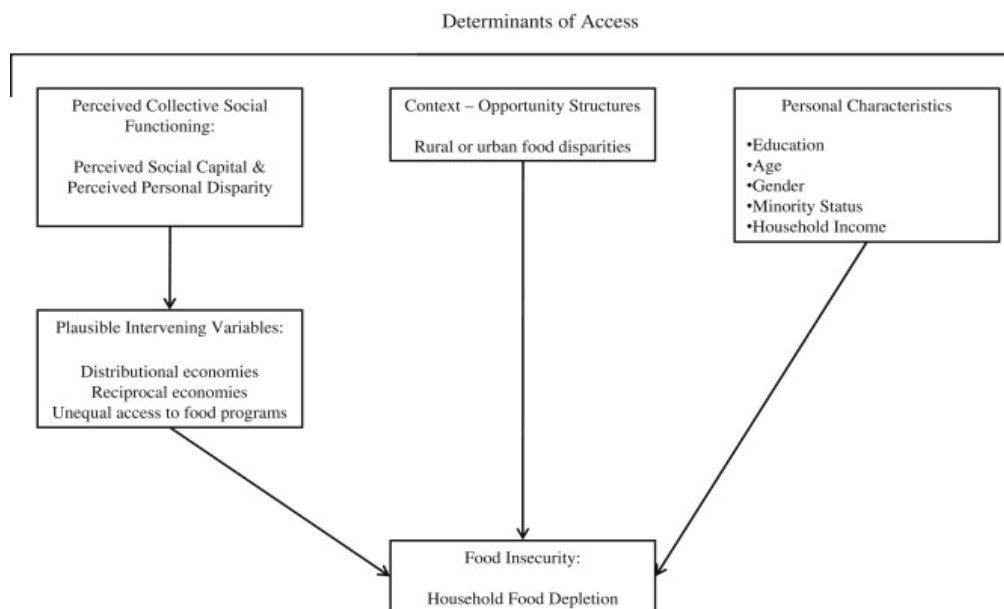 Determinants of Access
Perceived Collective Social
Functioning:
Perceived Social Capital &
Perceived Personal Disparity
Context – Opportunity Structures
Rural or urban food disparities
Personal Characteristics
•Education
•Age
•Gender
•Minority Status
•Household Income
Plausible Intervening Variables:
Distributional economies
Reciprocal economies
Unequal access to food programs
Food Insecurity:
Household Food Depletion